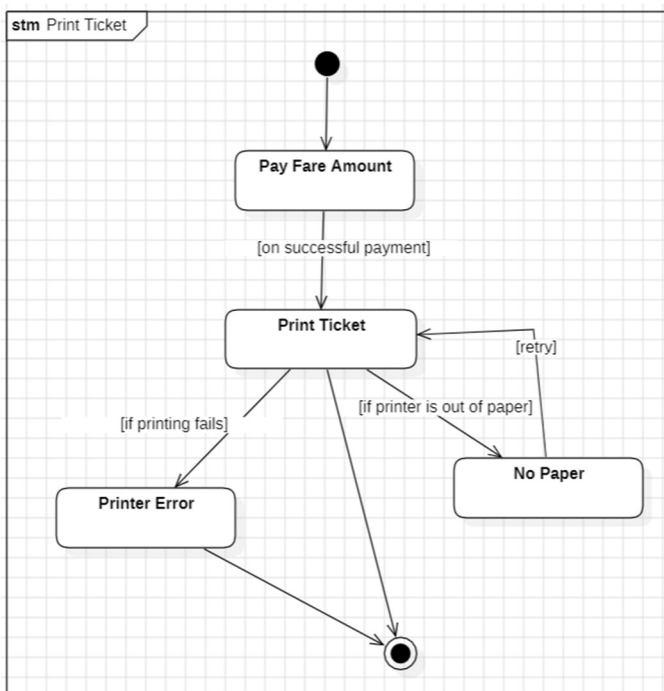 stm Print Ticket
Pay Fare Amount
[on successful payment]
Print Ticket
[retry]
[if printer is out of paper]
[if printing fails]
No Paper
Printer Error